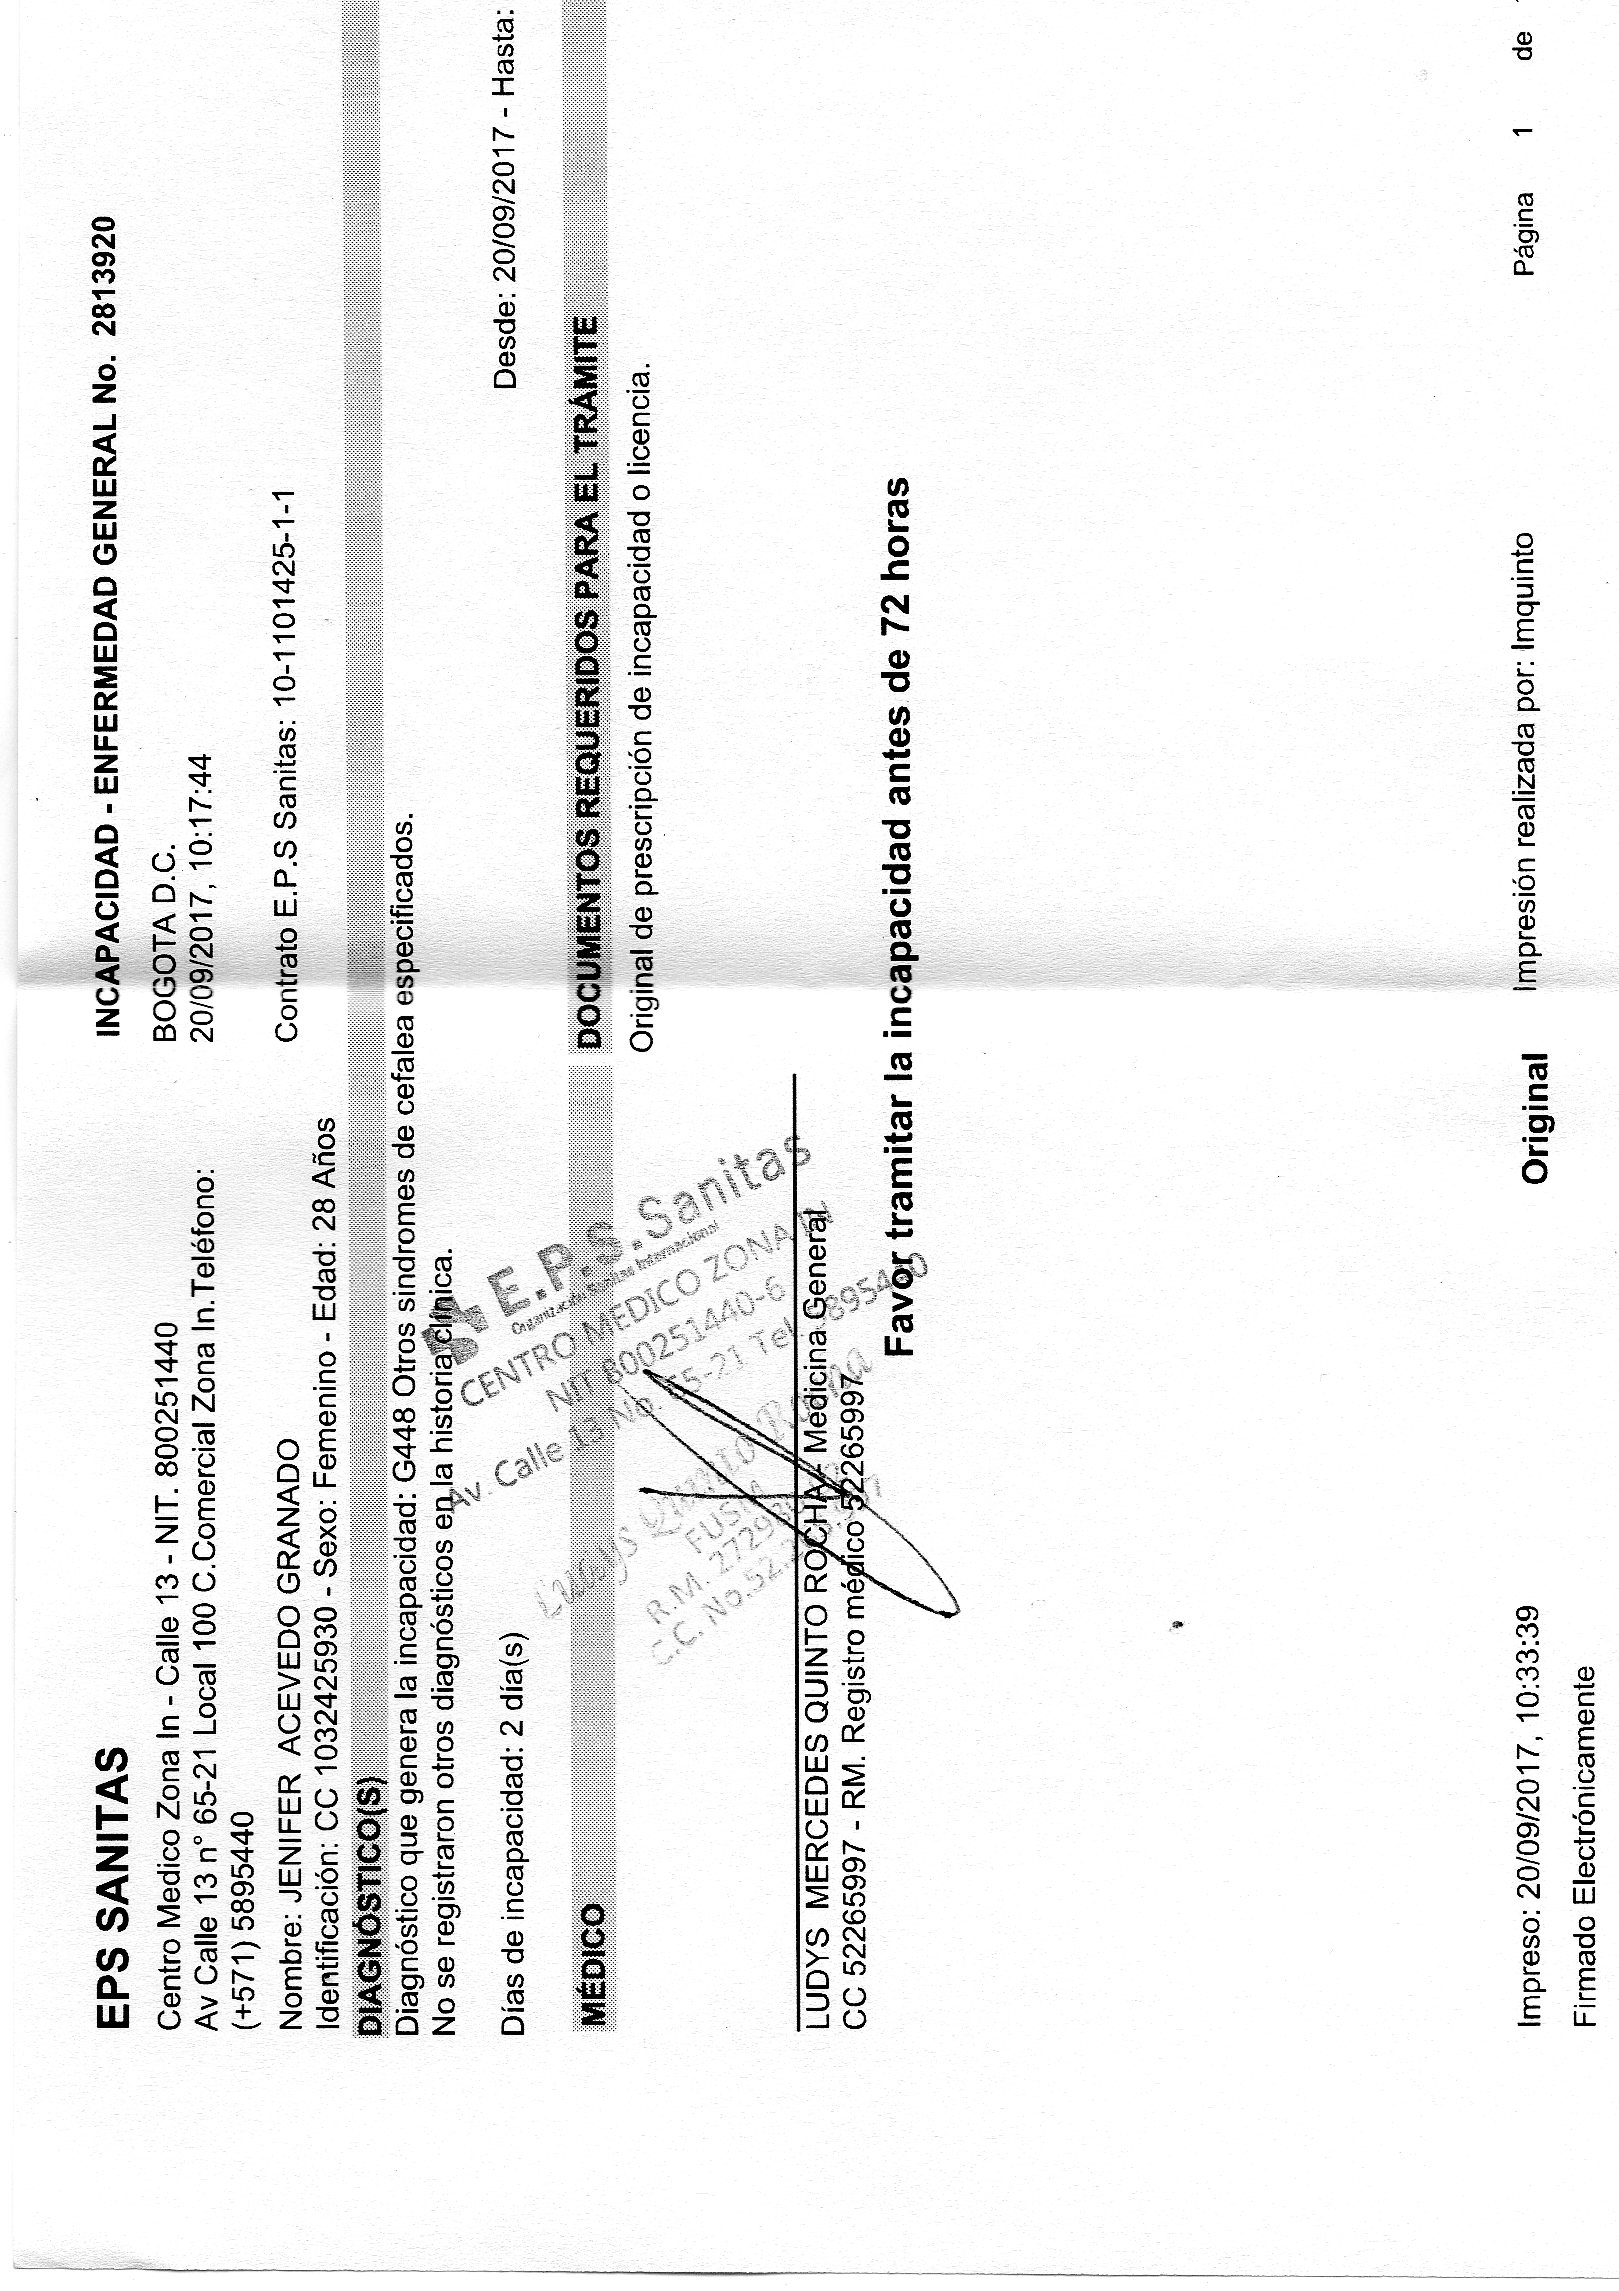 EPS SANITAS
INCAPACIDAD - ENFERMEDAD GENERAL No. 2813920
Centro Medico Zona In - Calle 13 - NIT. 800251440
BOGOTA D.C.
Av Calle 13 n° 65-21 Local 100 C.Comercial Zona In.Teléfono:
20/09/2017, 10:17:44
(+571) 5895440
Nombre: JENIFER ACEVEDO GRANADO
Contrato E.P.S Sanitas: 10-1101425-1-1
Identificación: CC 1032425930 - Sexo: Femenino - Edad: 28 Años
DIAGNÓSTICO(S)
Diagnóstico que genera la incapacidad: G448 Otros sindromes de cefalea especificados.
No se registraron otros diagnósticos en la historia clínica.
Días de incapacidad: 2 día(s)
Desde: 20/09/2017 - Hasta:
MÉDICO
DOCUMENTOS REQUERIDOS PARA EL TRÁMITE
Original de prescripción de incapacidad o licencia.
E.P.S. Sanitas
Organización Sanitas Internacional
CENTRO MEDICO ZONA IN
NIT 800251440-6
Av. Calle 13 No. 65-21 Tel. 5895440
Ludys Quinto Rocha
FUSM
R.M.
C.C. No.
LUDYS MERCEDES QUINTO ROCHA - Medicina General
CC 52265997 - RM. Registro médico 52265997
Favor tramitar la incapacidad antes de 72 horas
Impreso: 20/09/2017, 10:33:39
Original
Impresión realizada por: lmquinto
Página 1 de
Firmado Electrónicamente